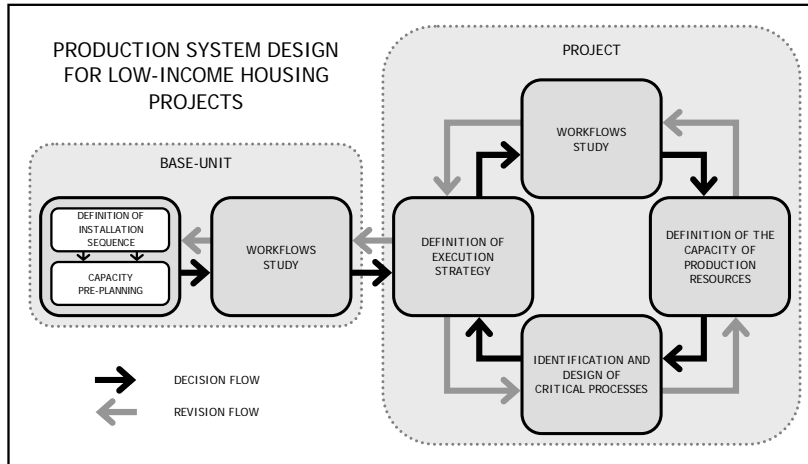 PRODUCTION SYSTEM DESIGN
FOR LOW-INCOME HOUSING
PROJECTS
PROJECT
BASE-UNIT
DEFINITION OF
INSTALLATION
SEQUENCE
CAPACITY
PRE-PLANNING
WORKFLOWS
STUDY
DEFINITION OF
EXECUTION
STRATEGY
WORKFLOWS
STUDY
DEFINITION OF THE
CAPACITY OF
PRODUCTION
RESOURCES
IDENTIFICATION AND
DESIGN OF
CRITICAL PROCESSES
DECISION FLOW
REVISION FLOW